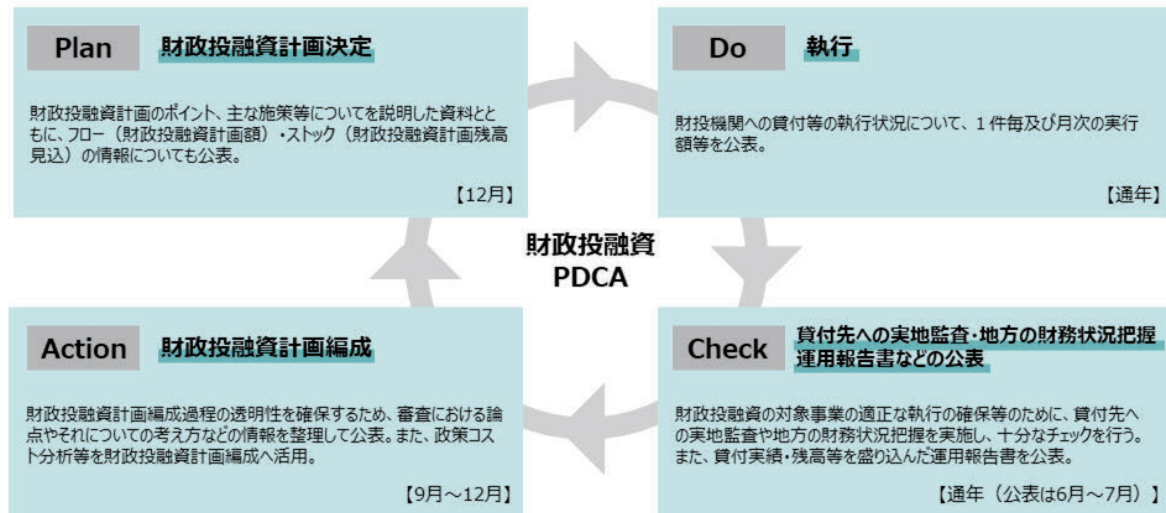 Plan 財政投融資計画決定
財政投融資計画のポイント、主な施策等についてを説明した資料とと
もに、フロー（財政投融資計画額）・ストック（財政投融資計画残高
見込）の情報についても公表。
【12月】
Do 執行
財投機関への貸付等の執行状況について、１件毎及び月次の実行
額等を公表。
【通年】
財政投融資
PDCA
Action 財政投融資計画編成
財政投融資計画編成過程の透明性を確保するため、審査における論
点やそれについての考え方などの情報を整理して公表。また、政策コス
ト分析等を財政投融資計画編成へ活用。
【9月～12月】
Check 貸付先への実地監査・地方の財務状況把握
運用報告書などの公表
財政投融資の対象事業の適正な執行の確保等のために、貸付先へ
の実地監査や地方の財務状況把握を実施し、十分なチェックを行う。
また、貸付実績・残高等を盛り込んだ運用報告書を公表。
【通年（公表は6月～7月）】